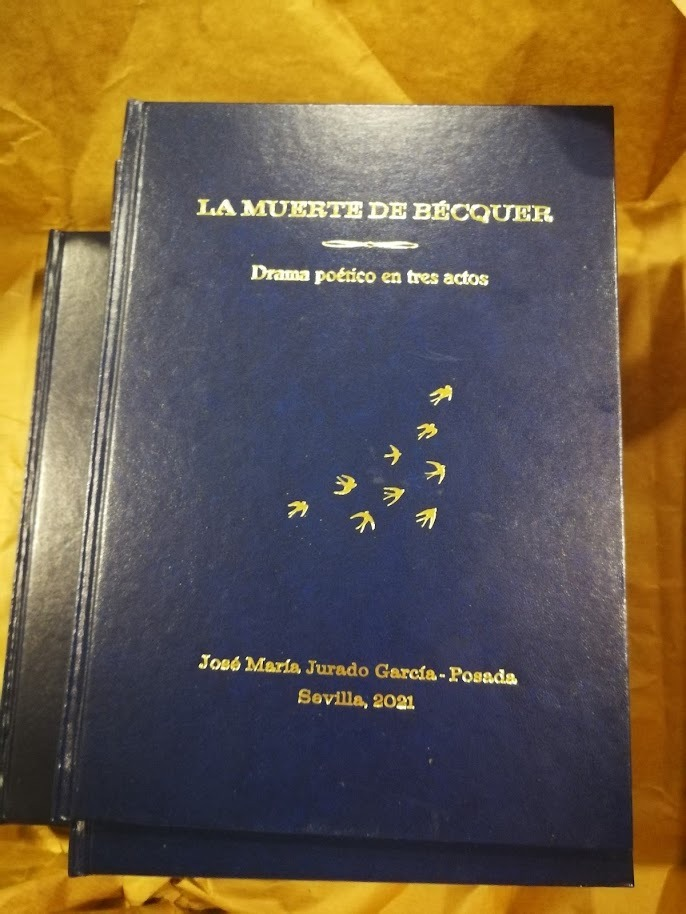 LA MUERTE DE BÉCQUER
Drama poético en tres actos
José María Jurado García-Posada
Sevilla, 2021